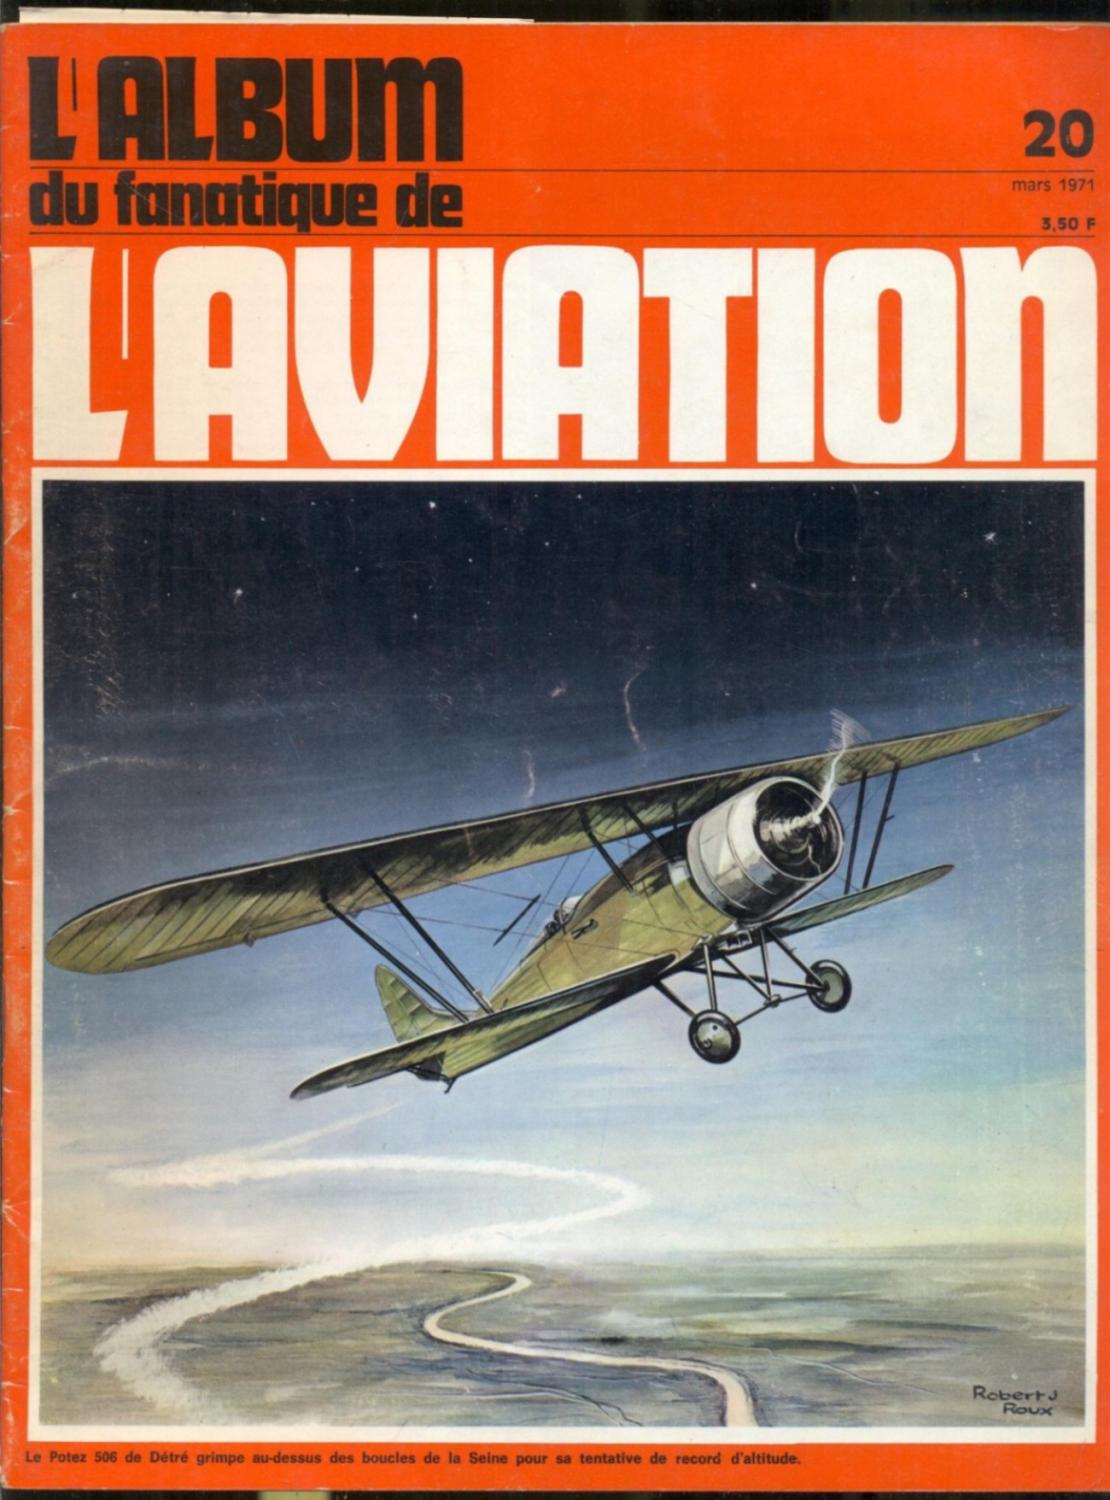 L'ALBUM
du fanatique de
20
mars 1971
3,50 F
L'AVIATION
Robert J
Roux
Le Potez 506 de Détré grimpe au-dessus des boucles de la Seine pour sa tentative de record d'altitude.